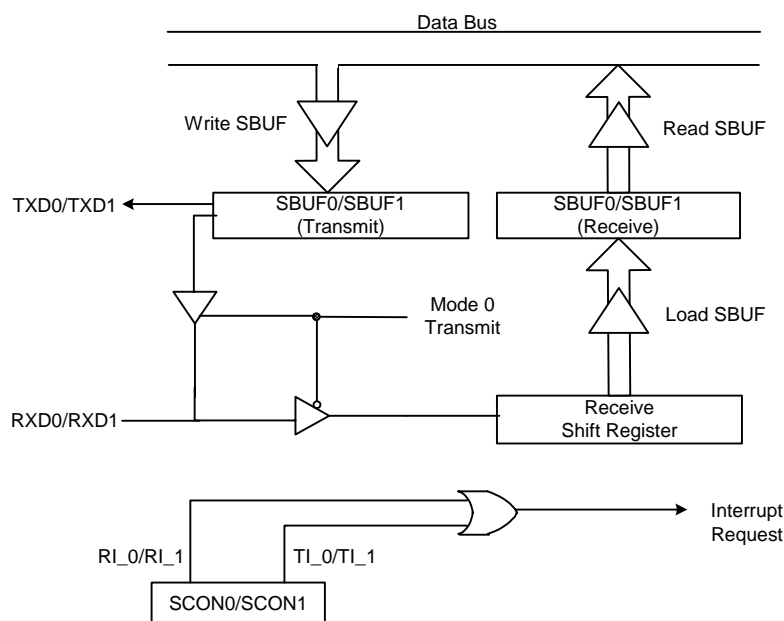 Data Bus
Write SBUF
Read SBUF
TXD0/TXD1
SBUF0/SBUF1
(Transmit)
SBUF0/SBUF1
(Receive)
Mode 0
Transmit
Load SBUF
RXD0/RXD1
Receive
Shift Register
Interrupt
Request
RI_0/RI_1
TI_0/TI_1
SCON0/SCON1